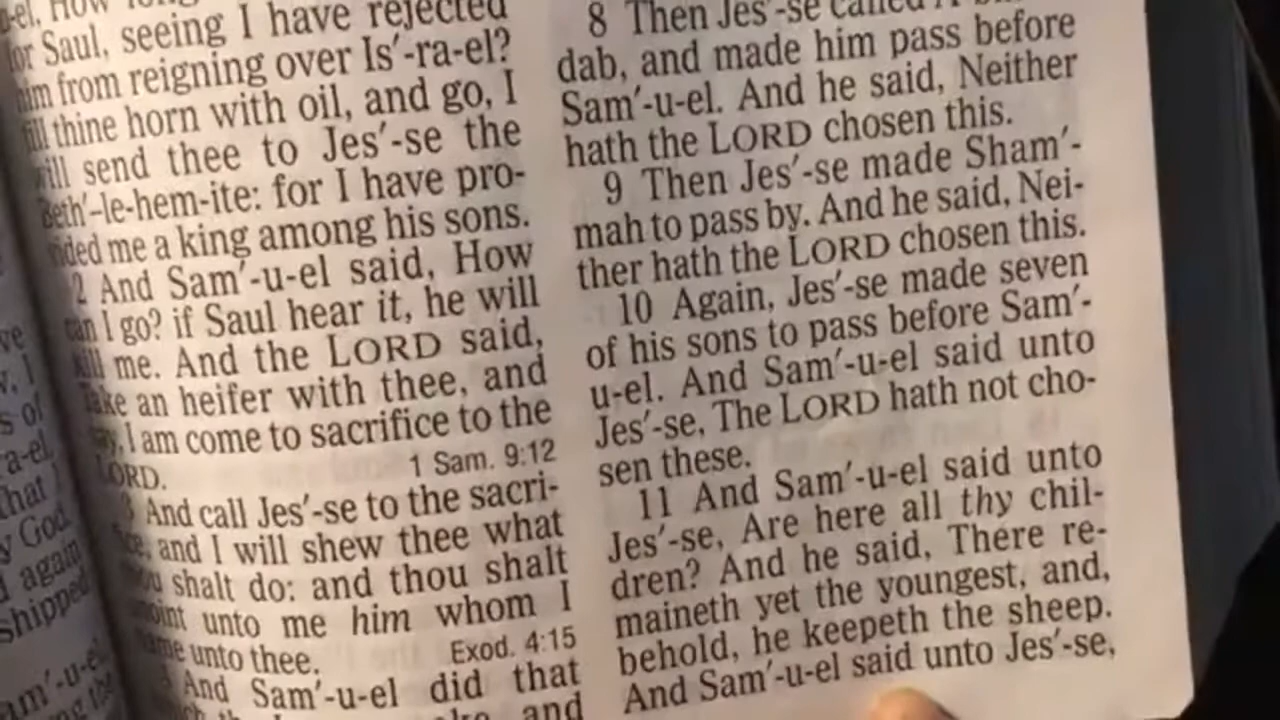 How
Saul, seeing I have rejected
from reigning over Is′-ra-el?
fill thine horn with oil, and go, I
will send thee to Jes′-se the
Beth′-le-hem-ite: for I have pro-
vided me a king among his sons.
2 And Sam′-u-el said, How
can I go? if Saul hear it, he will
kill me. And the LORD said,
Take an heifer with thee, and
say, I am come to sacrifice to the
LORD. 1 Sam. 9:12
3 And call Jes′-se to the sacri-
fice, and I will shew thee what
thou shalt do: and thou shalt
anoint unto me him whom I
name unto thee. Exod. 4:15
And Sam′-u-el did that
and
8 Then Jes′-se called
dab, and made him pass before
Sam′-u-el. And he said, Neither
hath the LORD chosen this.
9 Then Jes′-se made Sham′-
mah to pass by. And he said, Nei-
ther hath the LORD chosen this.
10 Again, Jes′-se made seven
of his sons to pass before Sam′-
u-el. And Sam′-u-el said unto
Jes′-se, The LORD hath not cho-
sen these.
11 And Sam′-u-el said unto
Jes′-se, Are here all thy chil-
dren? And he said, There re-
maineth yet the youngest, and,
behold, he keepeth the sheep.
And Sam′-u-el said unto Jes′-se,